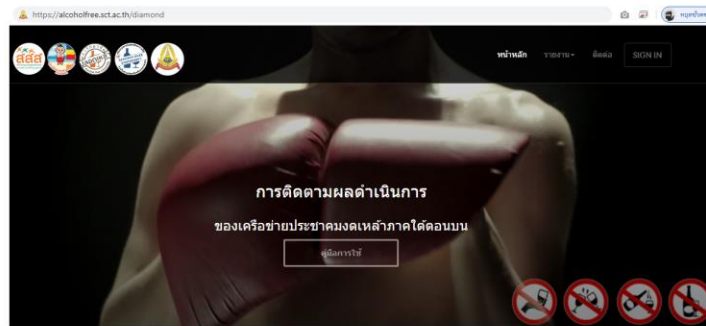 https://alcoholfree.sct.ac.th/diamond
สสส
หน้าหลัก รายงาน ติดต่อ SIGN IN
การติดตามผลดำเนินการ
ของเครือข่ายประชาคมงดเหล้าภาคใต้ตอนบน
คู่มือการใช้